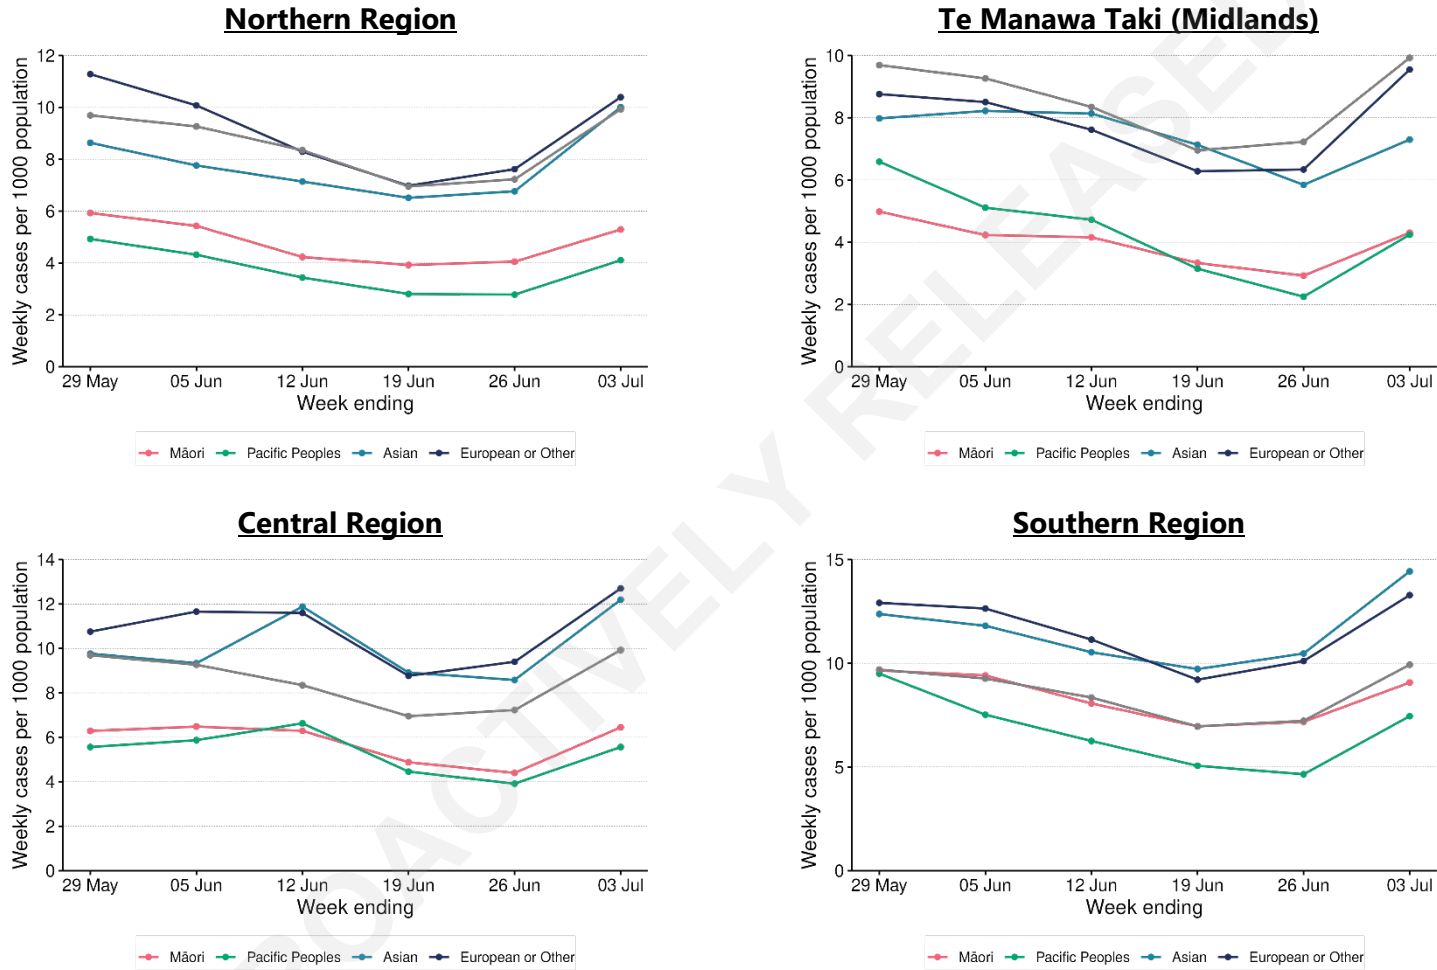 Northern Region
Weekly cases per 1000 population
12
10
8
6
4
2
0
29 May 05 Jun 12 Jun 19 Jun 26 Jun 03 Jul
Week ending
Māori Pacific Peoples Asian European or Other
Te Manawa Taki (Midlands)
Weekly cases per 1000 population
10
8
6
4
2
0
29 May 05 Jun 12 Jun 19 Jun 26 Jun 03 Jul
Week ending
Māori Pacific Peoples Asian European or Other
Central Region
Weekly cases per 1000 population
14
12
10
8
6
4
2
0
29 May 05 Jun 12 Jun 19 Jun 26 Jun 03 Jul
Week ending
Māori Pacific Peoples Asian European or Other
Southern Region
Weekly cases per 1000 population
15
10
5
0
29 May 05 Jun 12 Jun 19 Jun 26 Jun 03 Jul
Week ending
Māori Pacific Peoples Asian European or Other
ROACTIVELY RELEASE